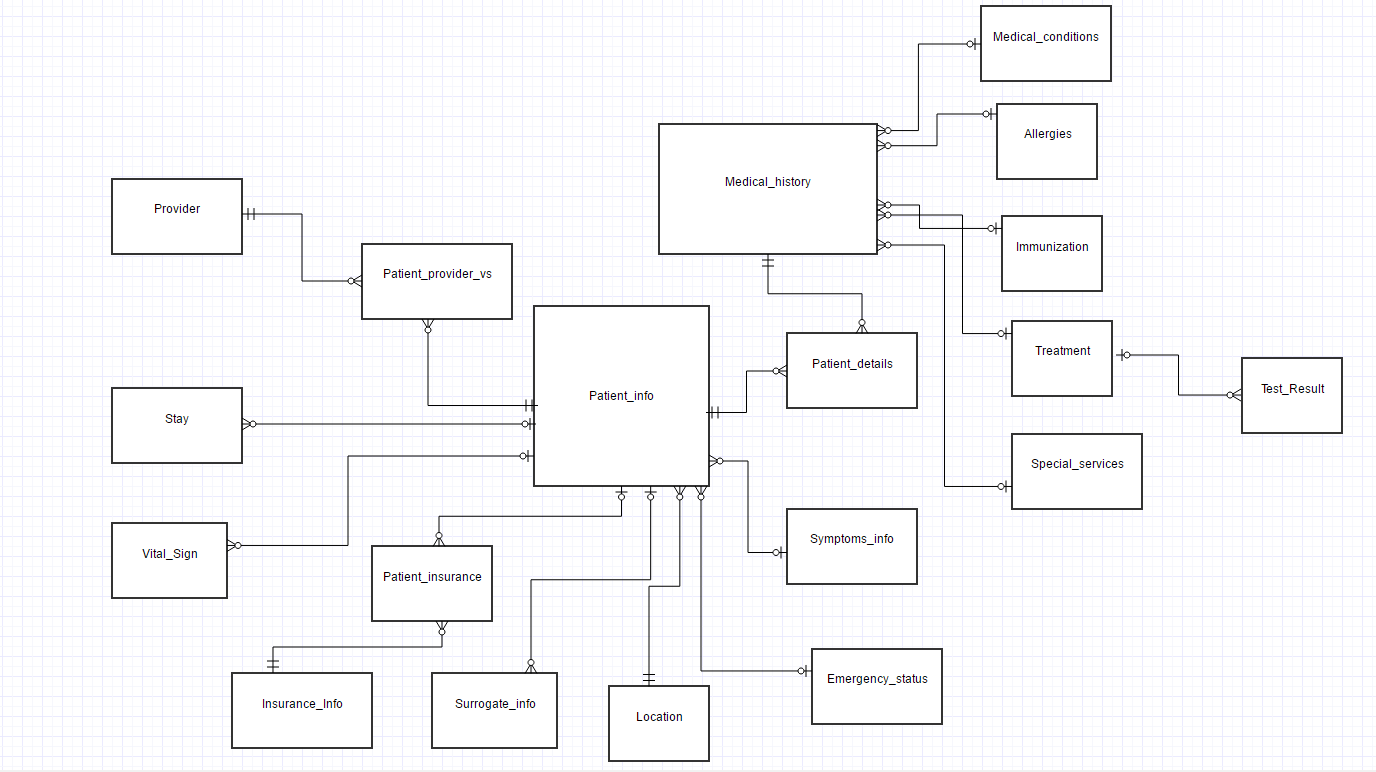 Medical_conditions
Allergies
Medical_history
Provider
Immunization
Patient_provider_vs
Treatment
Patient_details
Test_Result
Patient_info
Stay
Special_services
Symptoms_info
Vital_Sign
Patient_insurance
Emergency_status
Insurance_Info
Surrogate_info
Location